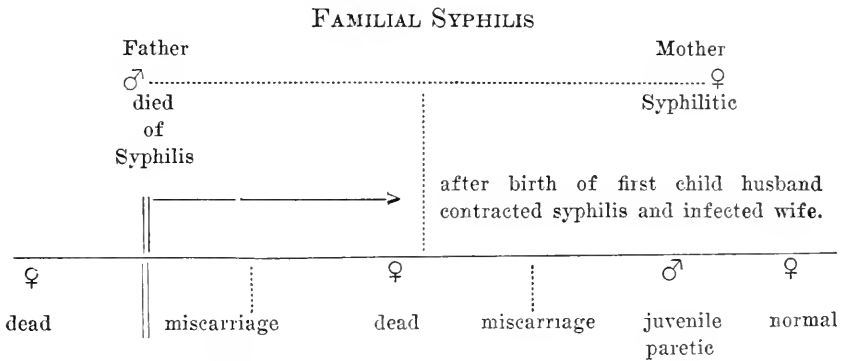 FAMILIAL SYPHILIS
Father Mother
♂ ♀
died Syphilitic
of
Syphilis
after birth of first child husband
contracted syphilis and infected wife.
♀ ♀ ♂ ♀
dead miscarriage dead miscarriage juvenile normal
paretic